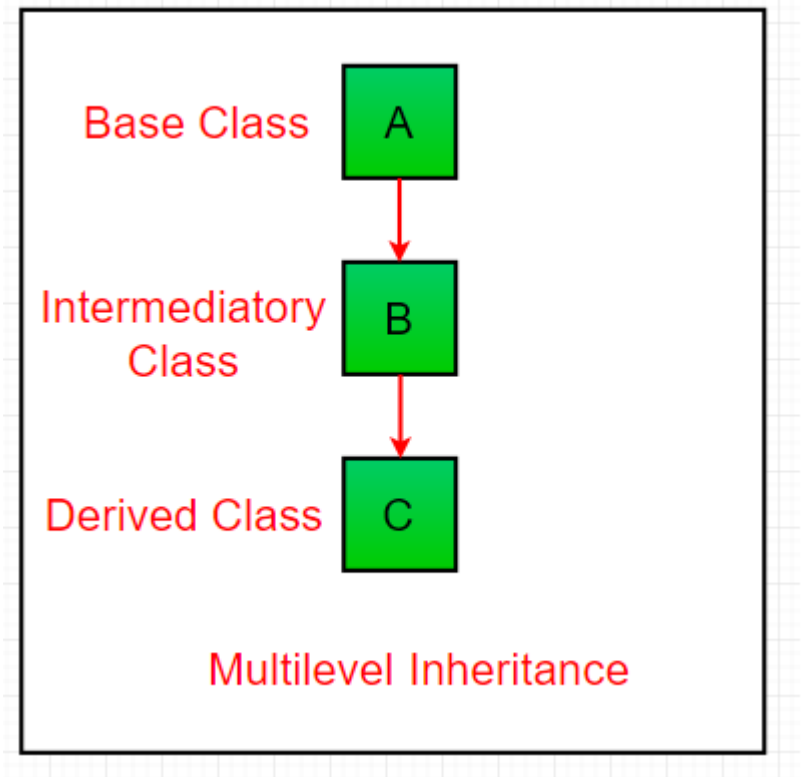 Base Class
A
Intermediatory
Class
B
Derived Class
C
Multilevel Inheritance